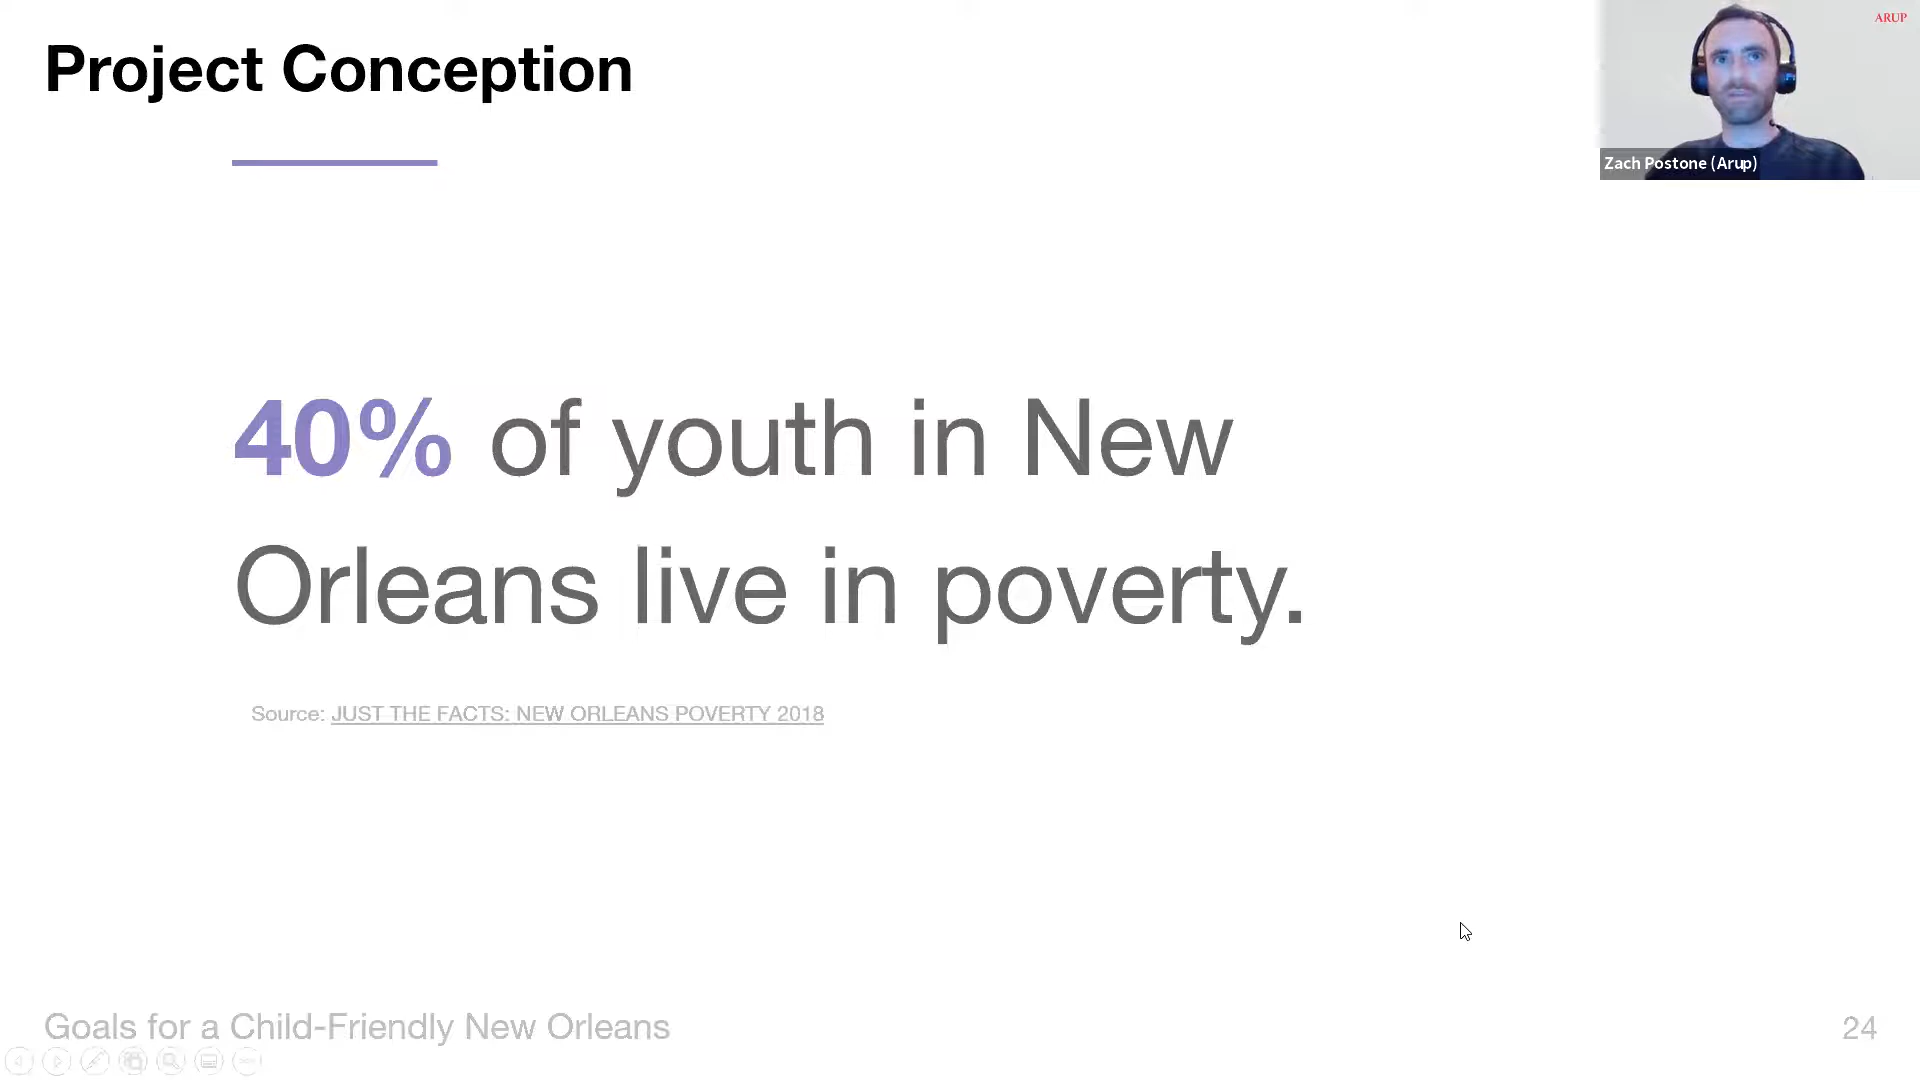 Project Conception
ARUP
Zach Postone (Arup)
40% of youth in New
Orleans live in poverty.
Source: JUST THE FACTS: NEW ORLEANS POVERTY 2018
Goals for a Child-Friendly New Orleans
24